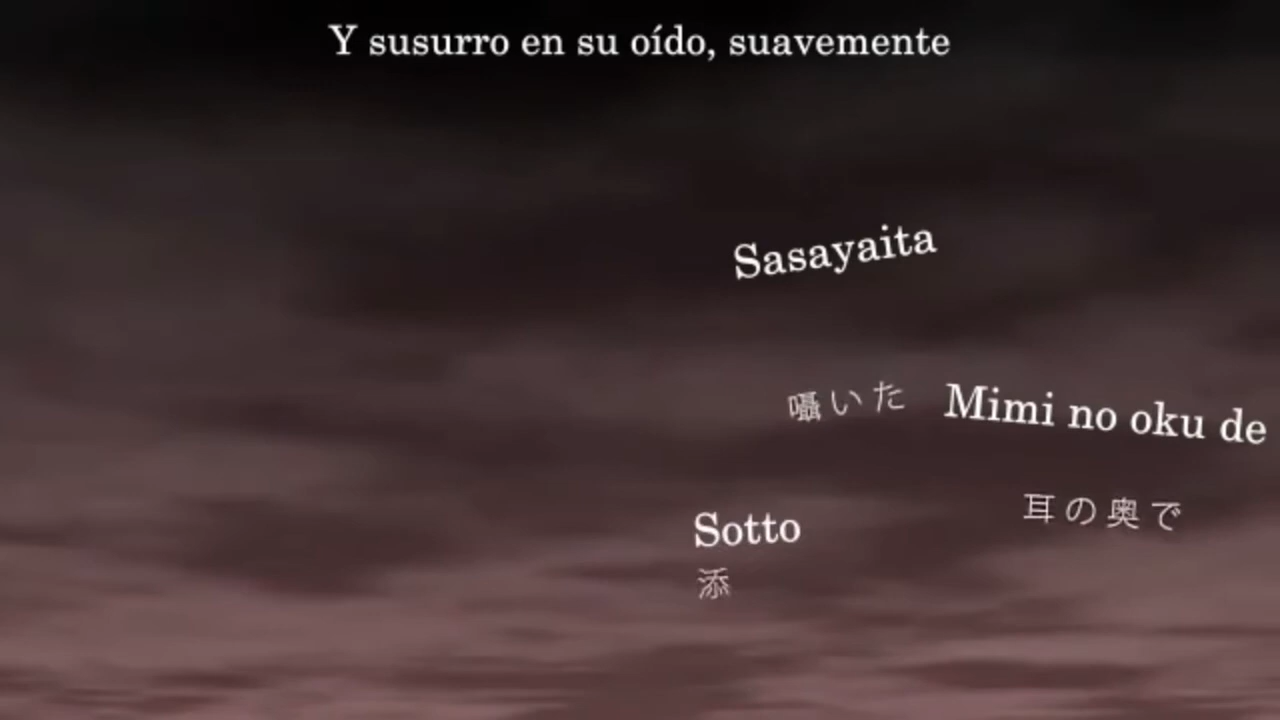 Y susurro en su oído, suavemente
Sasayaita
囁いた
Mimi no oku de
耳の奥で
Sotto
添